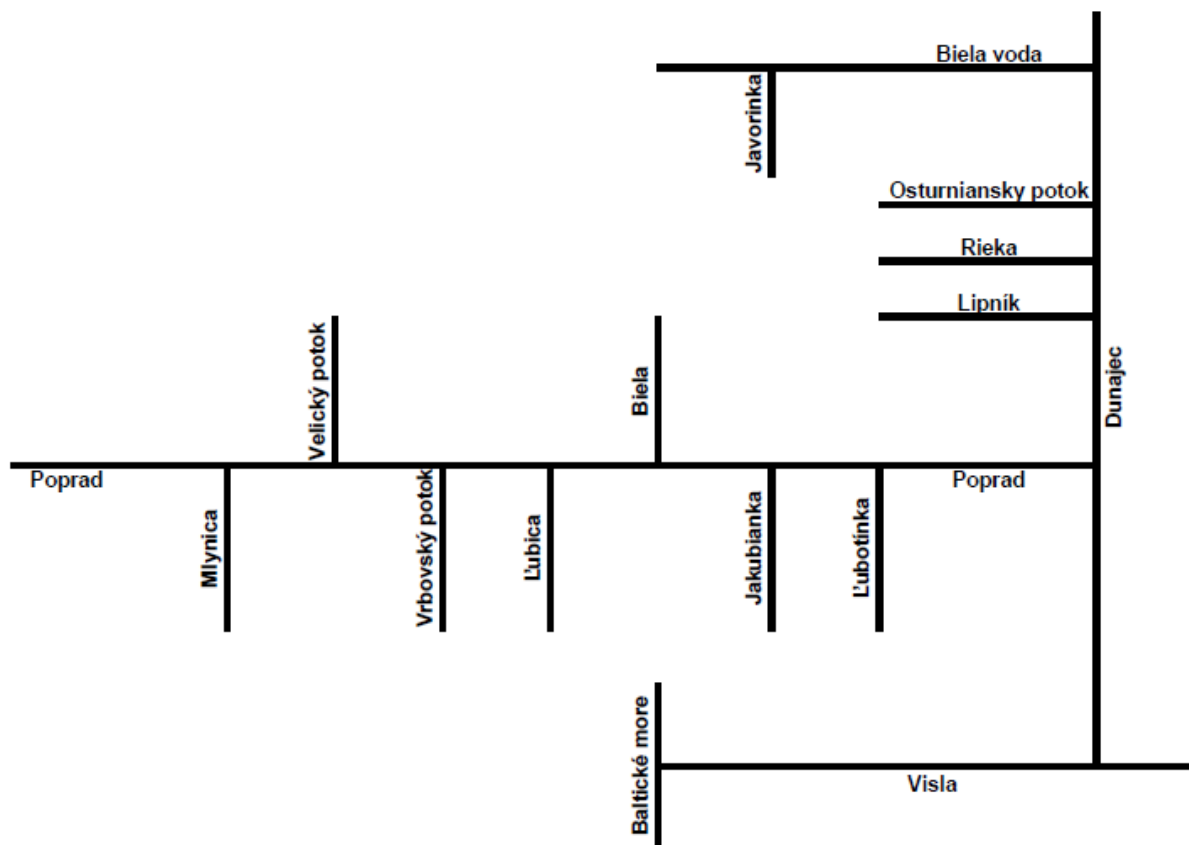 Biela voda
Javorinka
Osturniansky potok
Rieka
Lipník
Dunajec
Velický potok
Biela
Poprad
Poprad
Mlynica
Vrbovský potok
Ľubica
Jakubianka
Ľubotínka
Baltické more
Visla